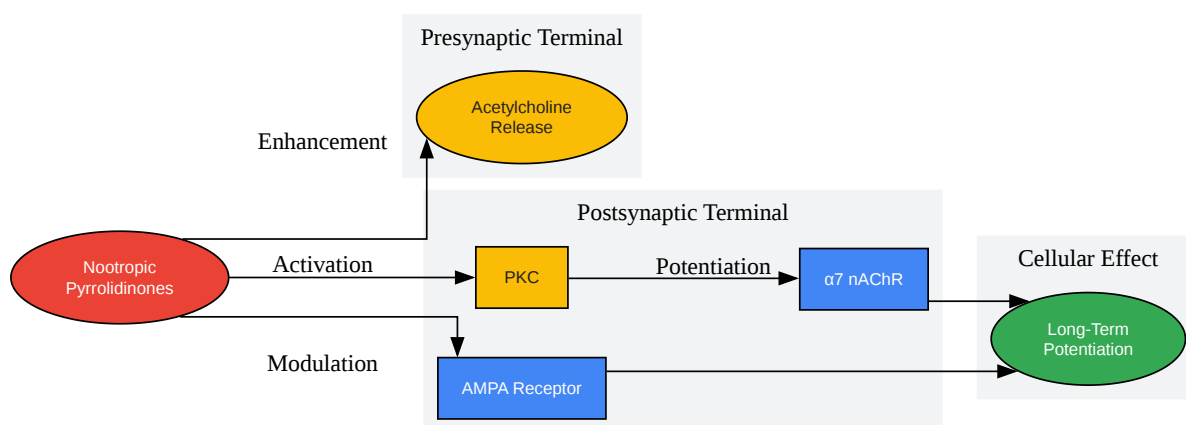 Presynaptic Terminal
Acetylcholine
Release
Enhancement
Postsynaptic Terminal
Nootropic
Pyrrolidinones
Activation
PKC
Potentiation
α7 nAChR
Cellular Effect
Long-Term
Potentiation
Modulation
AMPA Receptor